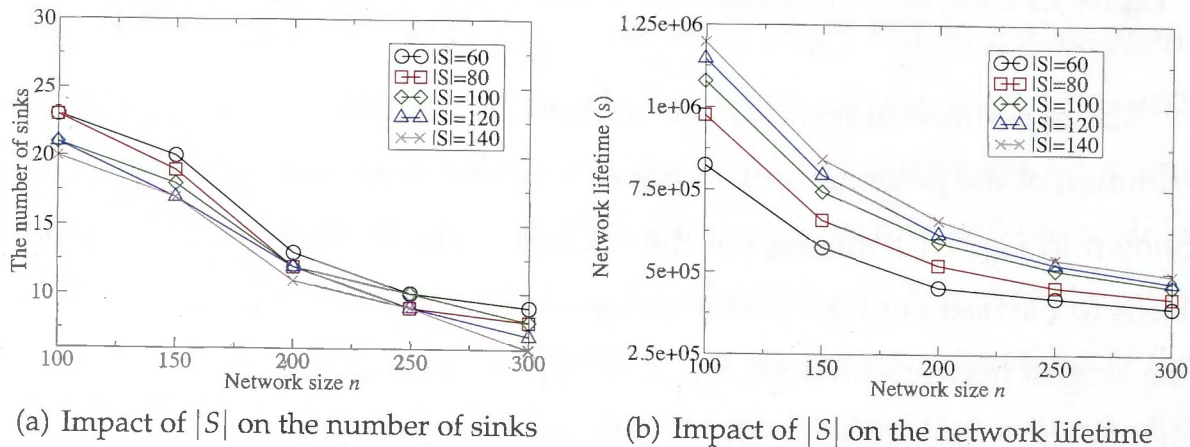 30
25
20
15
10
The number of sinks
|S|=60
|S|=80
|S|=100
|S|=120
|S|=140
100
150
200
250
300
Network size n
(a) Impact of |S| on the number of sinks
1.25e+06
1e+06
7.5e+05
5e+05
2.5e+05
Network lifetime (s)
|S|=60
|S|=80
|S|=100
|S|=120
|S|=140
100
150
200
250
300
Network size n
(b) Impact of |S| on the network lifetime